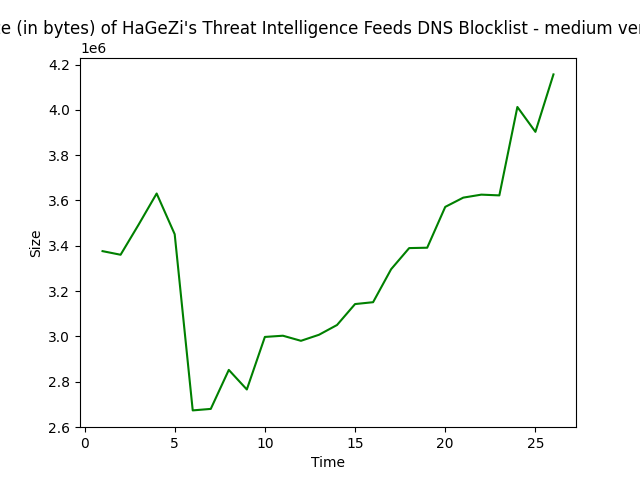 (in bytes) of HaGeZi's Threat Intelligence Feeds DNS Blocklist - medium
1e6
4.2
4.0
3.8
3.6
3.4
3.2
3.0
2.8
2.6
Size
0 5 10 15 20 25
Time